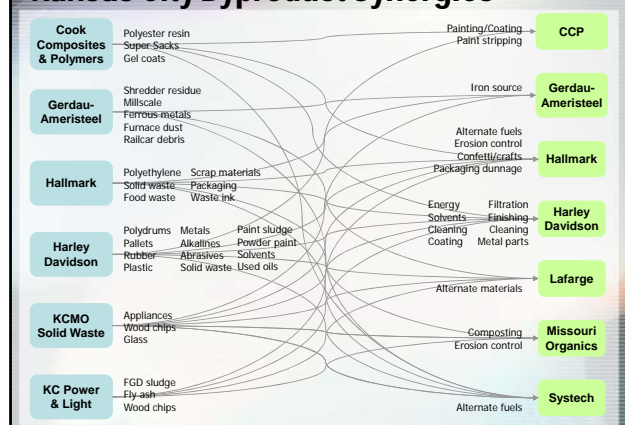 Kansas City Byproduct Synergies
Cook
Composites
& Polymers
Polyester resin
Super Sacks
Gel coats
Gerdau-
Ameristeel
Shredder residue
Millscale
Ferrous metals
Furnace dust
Railcar debris
Hallmark
Polyethylene Scrap materials
Solid waste Packaging
Food waste Waste ink
Harley
Davidson
Polydrums Metals Paint sludge
Pallets Alkalines Powder paint
Rubber Abrasives Solvents
Plastic Solid waste Used oils
KCMO
Solid Waste
Appliances
Wood chips
Glass
KC Power
& Light
FGD sludge
Fly ash
Wood chips
Painting/Coating
Paint stripping
CCP
Iron source
Gerdau-
Ameristeel
Alternate fuels
Erosion control
Confetti/crafts
Packaging dunnage
Hallmark
Energy Filtration
Solvents Finishing
Cleaning Cleaning
Coating Metal parts
Harley
Davidson
Alternate materials
Lafarge
Composting
Erosion control
Missouri
Organics
Alternate fuels
Systech